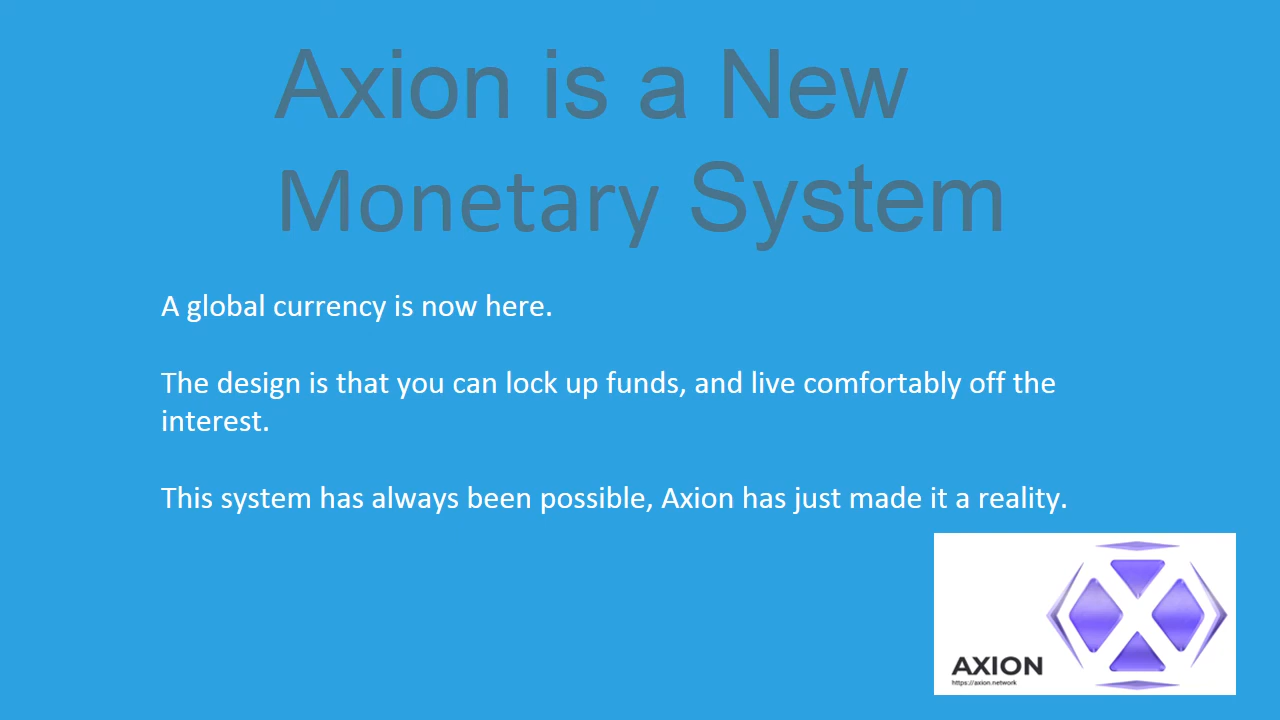 Axion is a New
Monetary System
A global currency is now here.
The design is that you can lock up funds, and live comfortably off the
interest.
This system has always been possible, Axion has just made it a reality.
AXION
https://axion.network